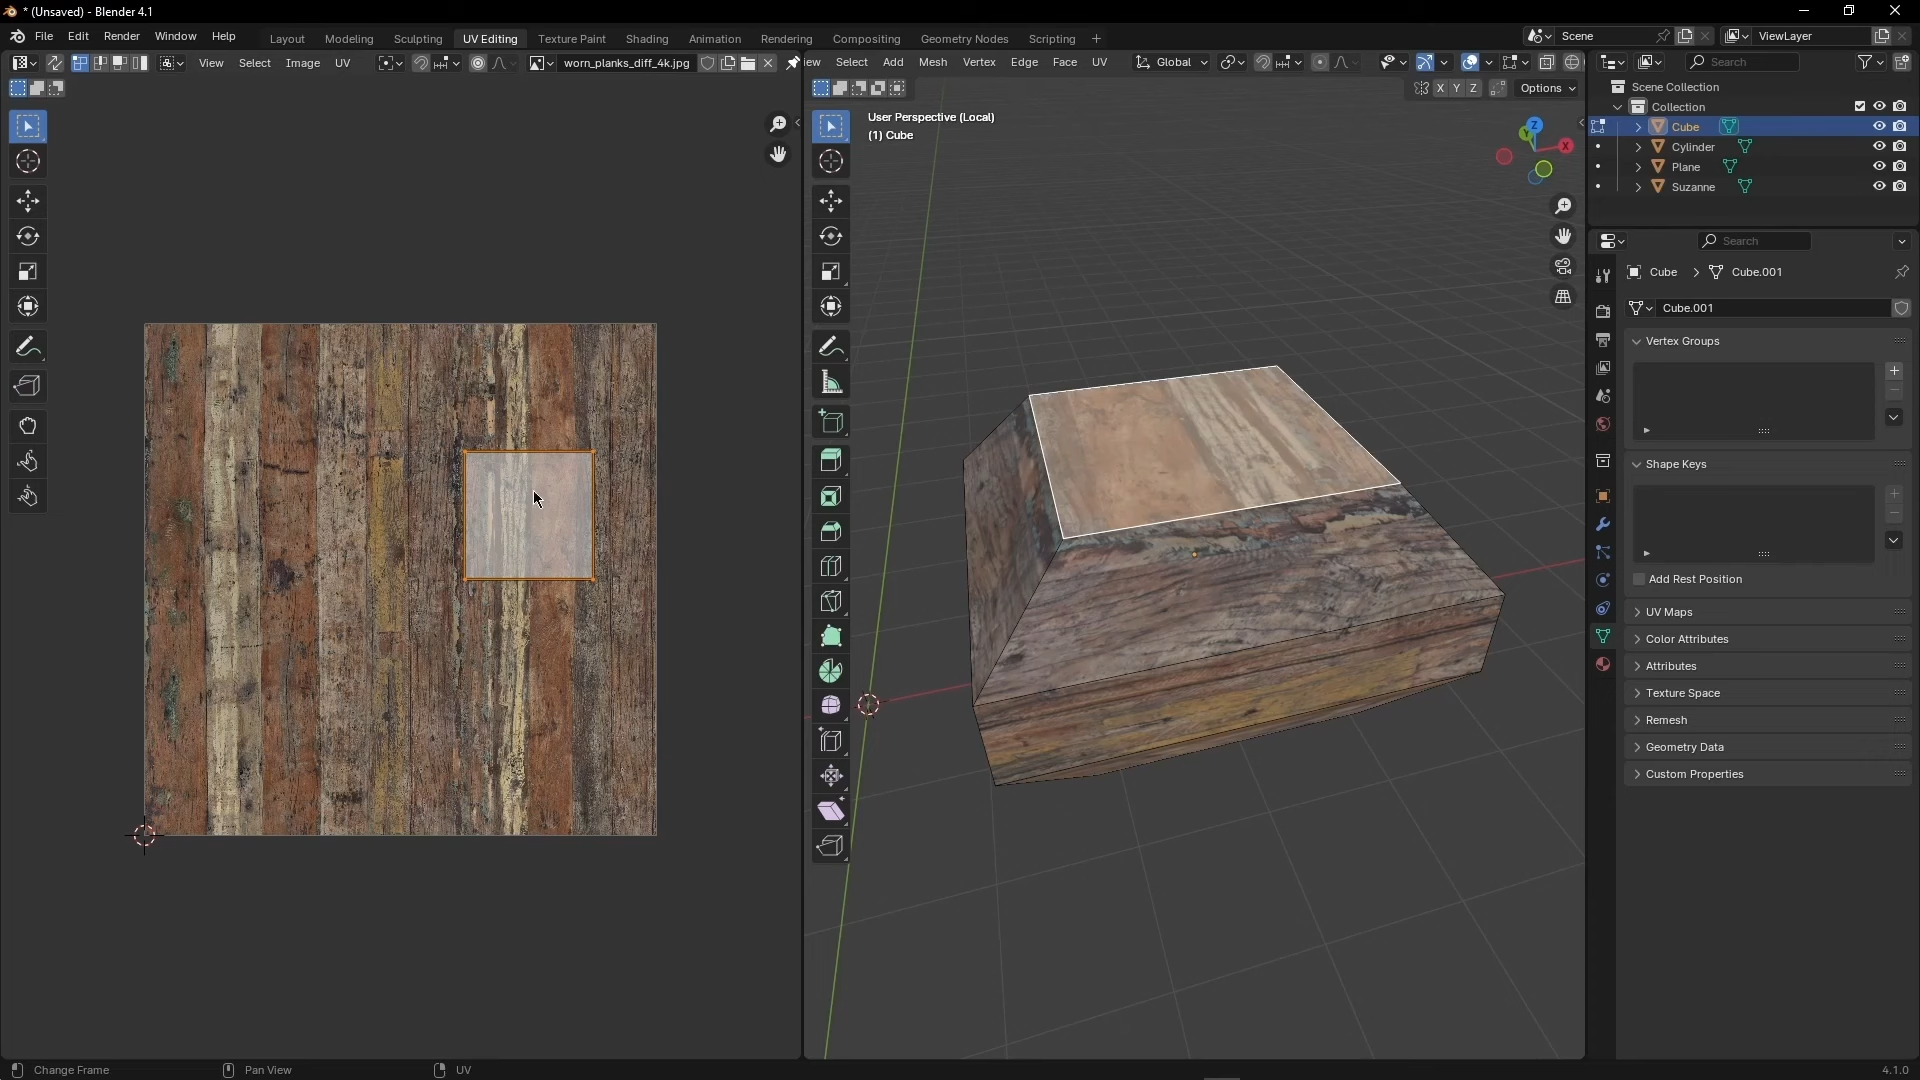 * (Unsaved) - Blender 4.1
File Edit Render Window Help
Layout Modeling Sculpting UV Editing Texture Paint Shading Animation Rendering Compositing Geometry Nodes Scripting +
Scene
ViewLayer
View Select Image UV
worn_planks_diff_4k.jpg
iew Select Add Mesh Vertex Edge Face UV
Global
Search
X Y Z
Options
Scene Collection
Collection
Cube
Cylinder
Plane
Suzanne
User Perspective (Local)
(1) Cube
Z
Y
X
Search
Cube > Cube.001
Cube.001
Vertex Groups
Shape Keys
Add Rest Position
UV Maps
Color Attributes
Attributes
Texture Space
Remesh
Geometry Data
Custom Properties
Change Frame
Pan View
UV
4.1.0